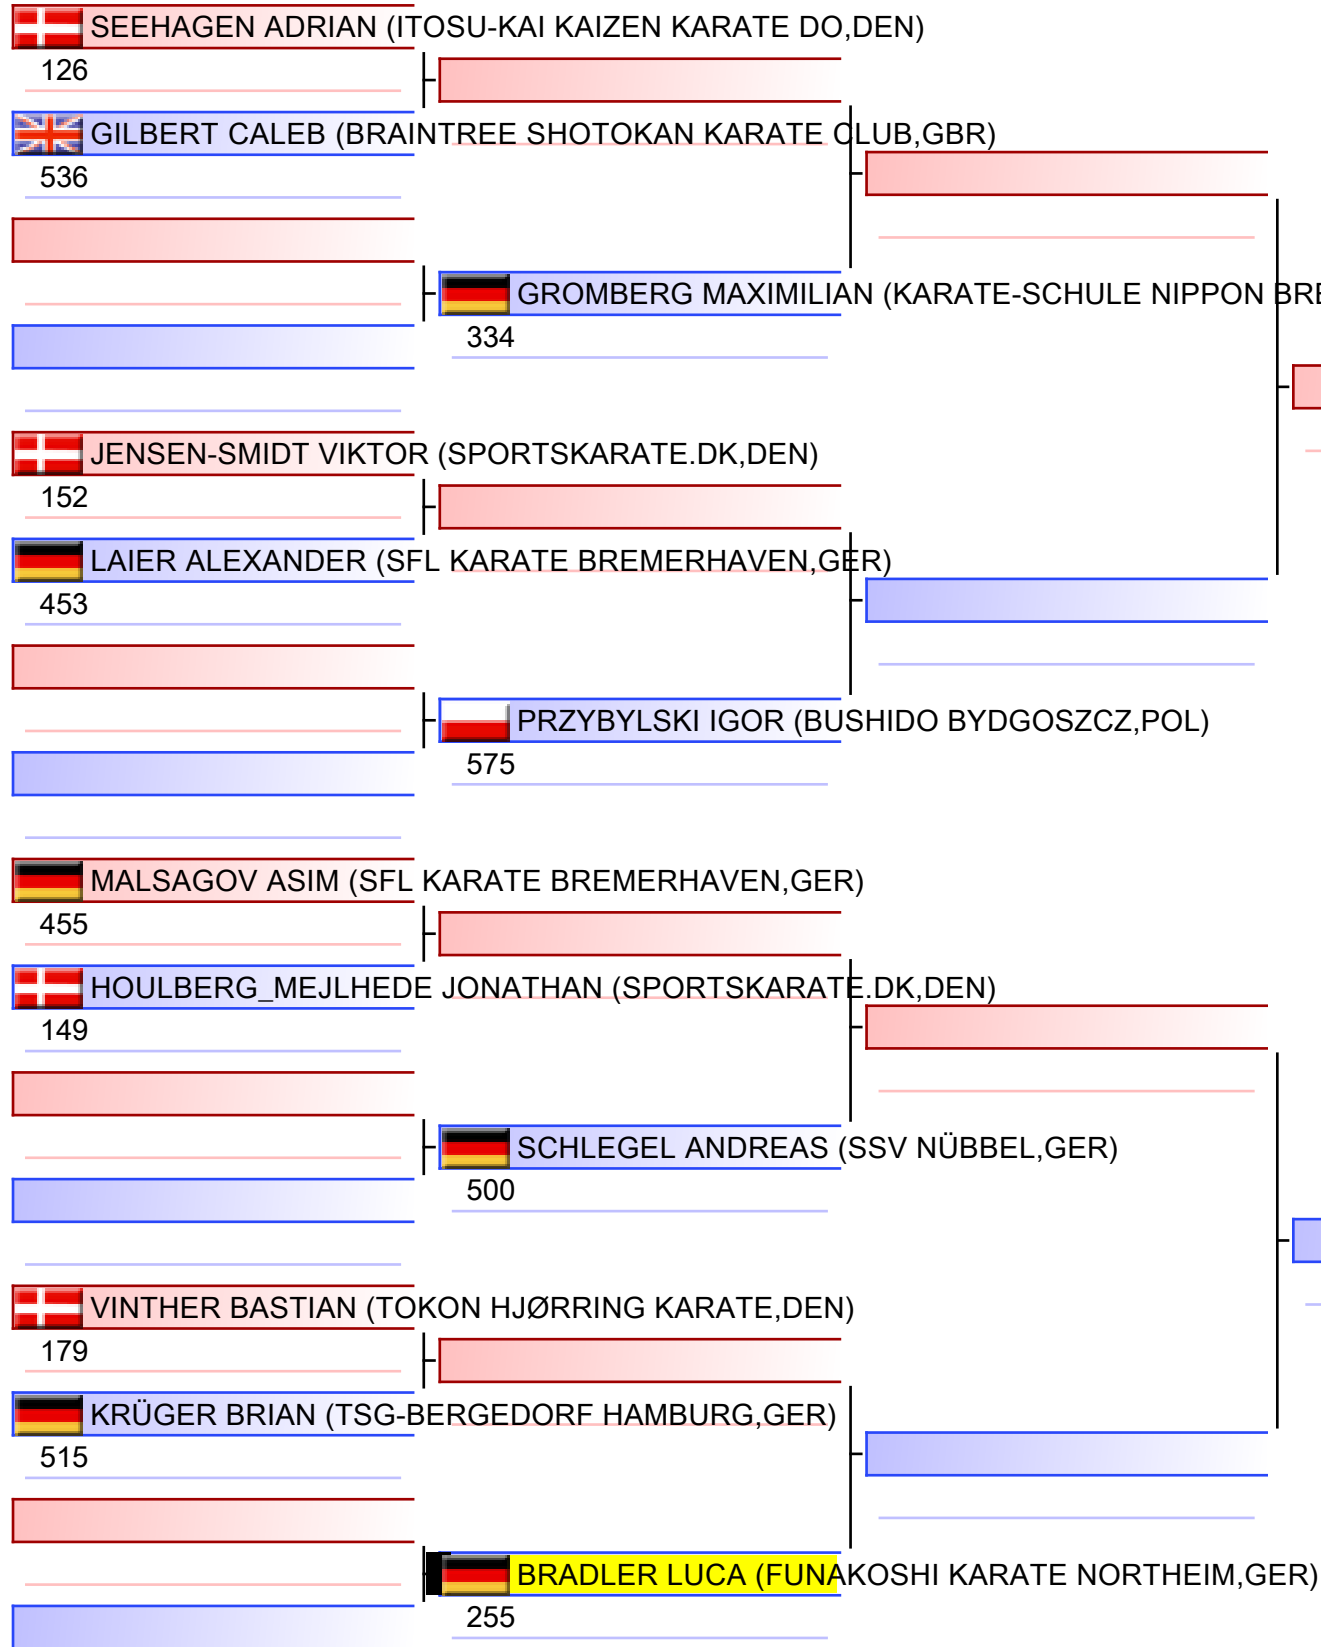 SEEHAGEN ADRIAN (ITOSU-KAI KAIZEN KARATE DO,DEN)
126
GILBERT CALEB (BRAINTREE SHOTOKAN KARATE CLUB,GBR)
536
GROMBERG MAXIMILIAN (KARATE-SCHULE NIPPON
334
JENSEN-SMIDT VIKTOR (SPORTSKARATE.DK,DEN)
152
LAIER ALEXANDER (SFL KARATE BREMERHAVEN,GER)
453
PRZYBYLSKI IGOR (BUSHIDO BYDGOSZCZ,POL)
575
MALSAGOV ASIM (SFL KARATE BREMERHAVEN,GER)
455
HOULBERG_MEJLHEDE JONATHAN (SPORTSKARATE.DK,DEN)
149
SCHLEGEL ANDREAS (SSV NÜBBEL,GER)
500
VINTHER BASTIAN (TOKON HJØRRING KARATE,DEN)
179
KRÜGER BRIAN (TSG-BERGEDORF HAMBURG,GER)
515
BRADLER LUCA (FUNAKOSHI KARATE NORTHEIM,GER)
255